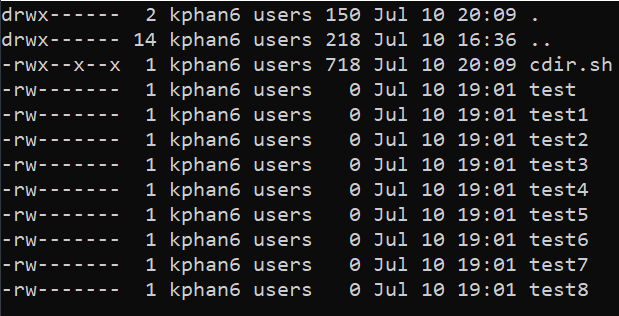 drwx------  2 kphan6 users 150 Jul 10 20:09 .
drwx------ 14 kphan6 users 218 Jul 10 16:36 ..
-rwx--x--x  1 kphan6 users 718 Jul 10 20:09 cdir.sh
-rw-------  1 kphan6 users   0 Jul 10 19:01 test
-rw-------  1 kphan6 users   0 Jul 10 19:01 test1
-rw-------  1 kphan6 users   0 Jul 10 19:01 test2
-rw-------  1 kphan6 users   0 Jul 10 19:01 test3
-rw-------  1 kphan6 users   0 Jul 10 19:01 test4
-rw-------  1 kphan6 users   0 Jul 10 19:01 test5
-rw-------  1 kphan6 users   0 Jul 10 19:01 test6
-rw-------  1 kphan6 users   0 Jul 10 19:01 test7
-rw-------  1 kphan6 users   0 Jul 10 19:01 test8